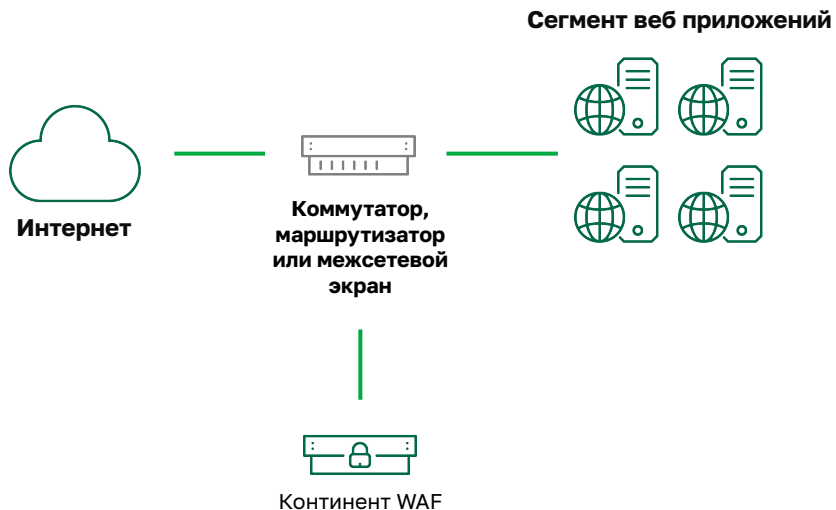 Сегмент веб приложений
Интернет
Коммутатор,
маршрутизатор
или межсетевой
экран
Континент WAF